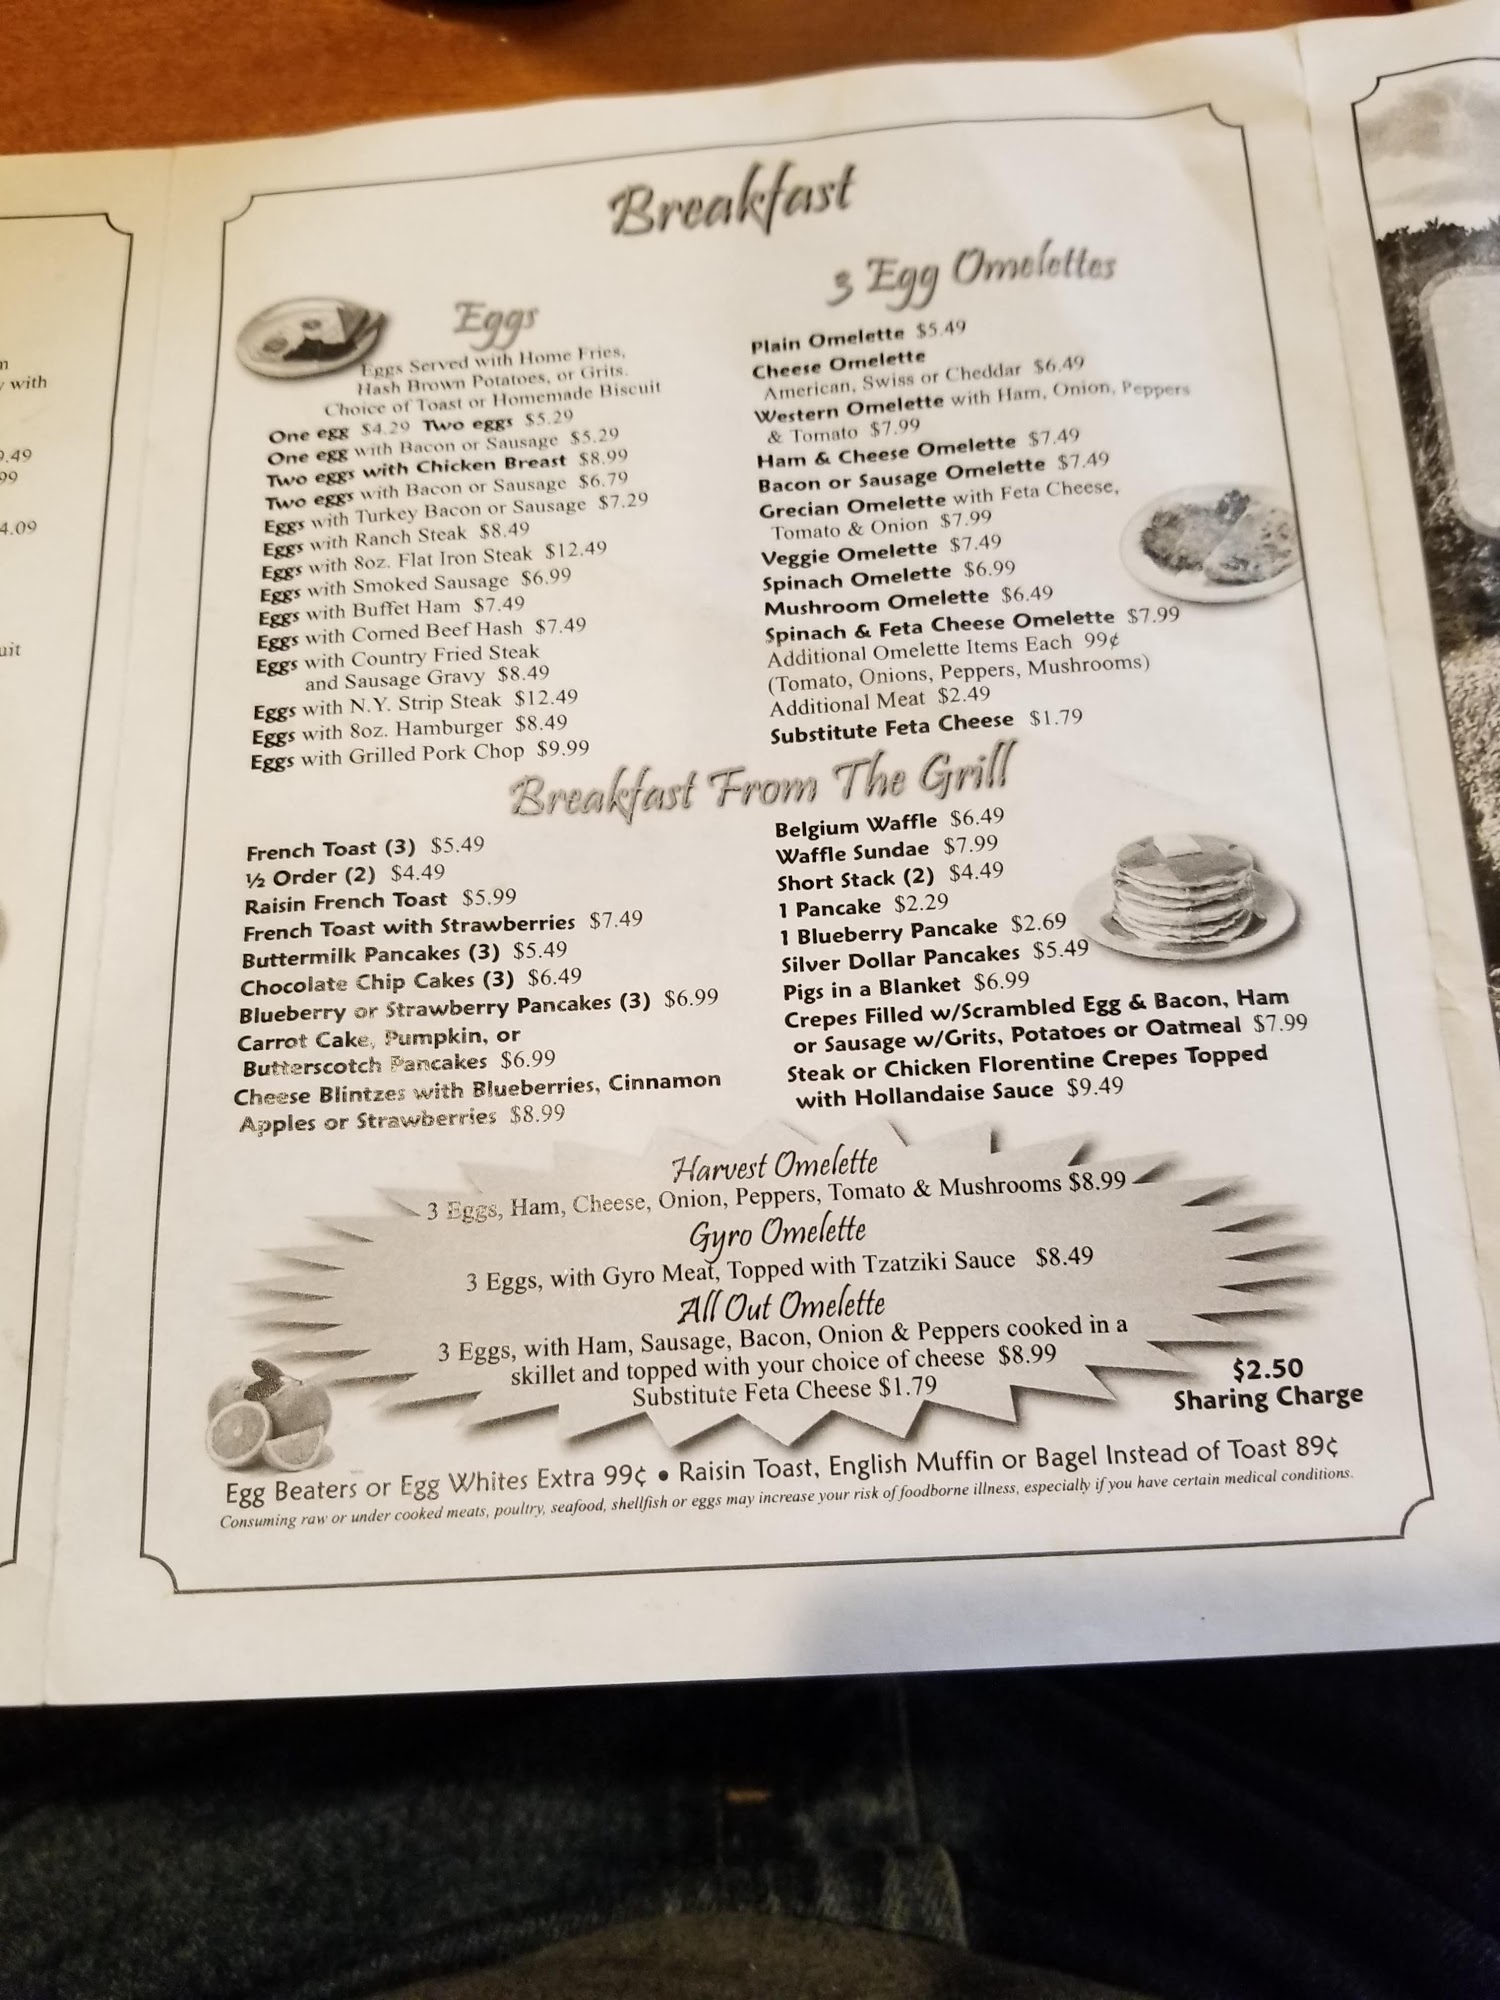 Breakfast
Eggs
Eggs Served with Home Fries,
Hash Brown Potatoes, or Grits.
Choice of Toast or Homemade Biscuit
One egg $4.29 Two eggs $5.29
One egg with Bacon or Sausage $5.29
Two eggs with Chicken Breast $8.99
Two eggs with Bacon or Sausage $6.79
Eggs with Turkey Bacon or Sausage $7.29
Eggs with Ranch Steak $8.49
Eggs with 8oz. Flat Iron Steak $12.49
Eggs with Smoked Sausage $6.99
Eggs with Buffet Ham $7.49
Eggs with Corned Beef Hash $7.49
Eggs with Country Fried Steak
and Sausage Gravy $8.49
Eggs with N.Y. Strip Steak $12.49
Eggs with 8oz. Hamburger $8.49
Eggs with Grilled Pork Chop $9.99
3 Egg Omelettes
Plain Omelette $5.49
Cheese Omelette
American, Swiss or Cheddar $6.49
Western Omelette with Ham, Onion, Peppers
& Tomato $7.99
Ham & Cheese Omelette $7.49
Bacon or Sausage Omelette $7.49
Grecian Omelette with Feta Cheese,
Tomato & Onion $7.99
Veggie Omelette $7.49
Spinach Omelette $6.99
Mushroom Omelette $6.49
Spinach & Feta Cheese Omelette $7.99
Additional Omelette Items Each 99¢
(Tomato, Onions, Peppers, Mushrooms)
Additional Meat $2.49
Substitute Feta Cheese $1.79
Breakfast From The Grill
French Toast (3) $5.49
½ Order (2) $4.49
Raisin French Toast $5.99
French Toast with Strawberries $7.49
Buttermilk Pancakes (3) $5.49
Chocolate Chip Cakes (3) $6.49
Blueberry or Strawberry Pancakes (3) $6.99
Carrot Cake, Pumpkin, or
Butterscotch Pancakes $6.99
Cheese Blintzes with Blueberries, Cinnamon
Apples or Strawberries $8.99
Belgium Waffle $6.49
Waffle Sundae $7.99
Short Stack (2) $4.49
1 Pancake $2.29
1 Blueberry Pancake $2.69
Silver Dollar Pancakes $5.49
Pigs in a Blanket $6.99
Crepes Filled w/Scrambled Egg & Bacon, Ham
or Sausage w/Grits, Potatoes or Oatmeal $7.99
Steak or Chicken Florentine Crepes Topped
with Hollandaise Sauce $9.49
Harvest Omelette
3 Eggs, Ham, Cheese, Onion, Peppers, Tomato & Mushrooms $8.99
Gyro Omelette
3 Eggs, with Gyro Meat, Topped with Tzatziki Sauce $8.49
All Out Omelette
3 Eggs, with Ham, Sausage, Bacon, Onion & Peppers cooked in a
skillet and topped with your choice of cheese $8.99
Substitute Feta Cheese $1.79
$2.50
Sharing Charge
Egg Beaters or Egg Whites Extra 99¢ • Raisin Toast, English Muffin or Bagel Instead of Toast 89¢
Consuming raw or under cooked meats, poultry, seafood, shellfish or eggs may increase your risk of foodborne illness, especially if you have certain medical conditions.
with